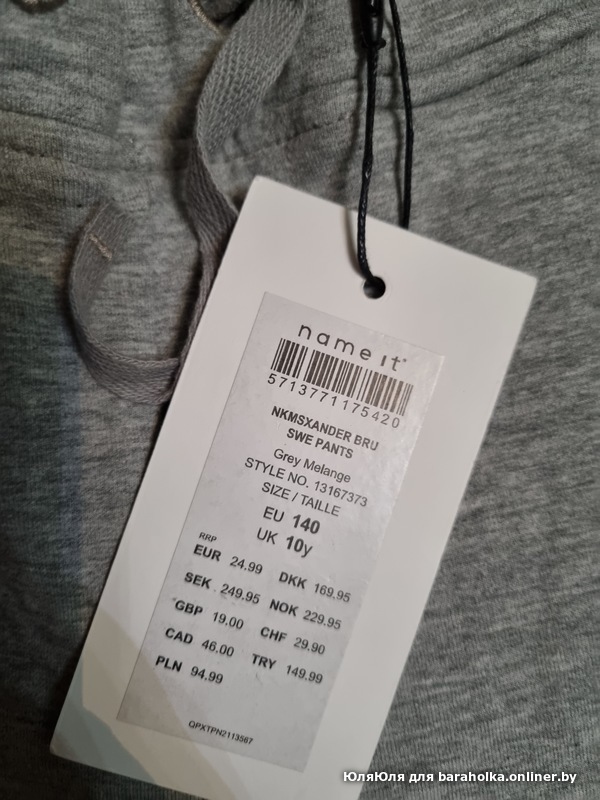 name it
5713771175420
NKMSXANDER BRU
SWE PANTS
Grey Melange
STYLE NO. 13167373
SIZE / TAILLE
EU 140
UK 10y
RRP
EUR 24.99 DKK 169.95
SEK 249.95 NOK 229.95
GBP 19.00 CHF 29.90
CAD 46.00 TRY 149.99
PLN 94.99
QPXTPN2113567
ЮляЮля для baraholka.onliner.by